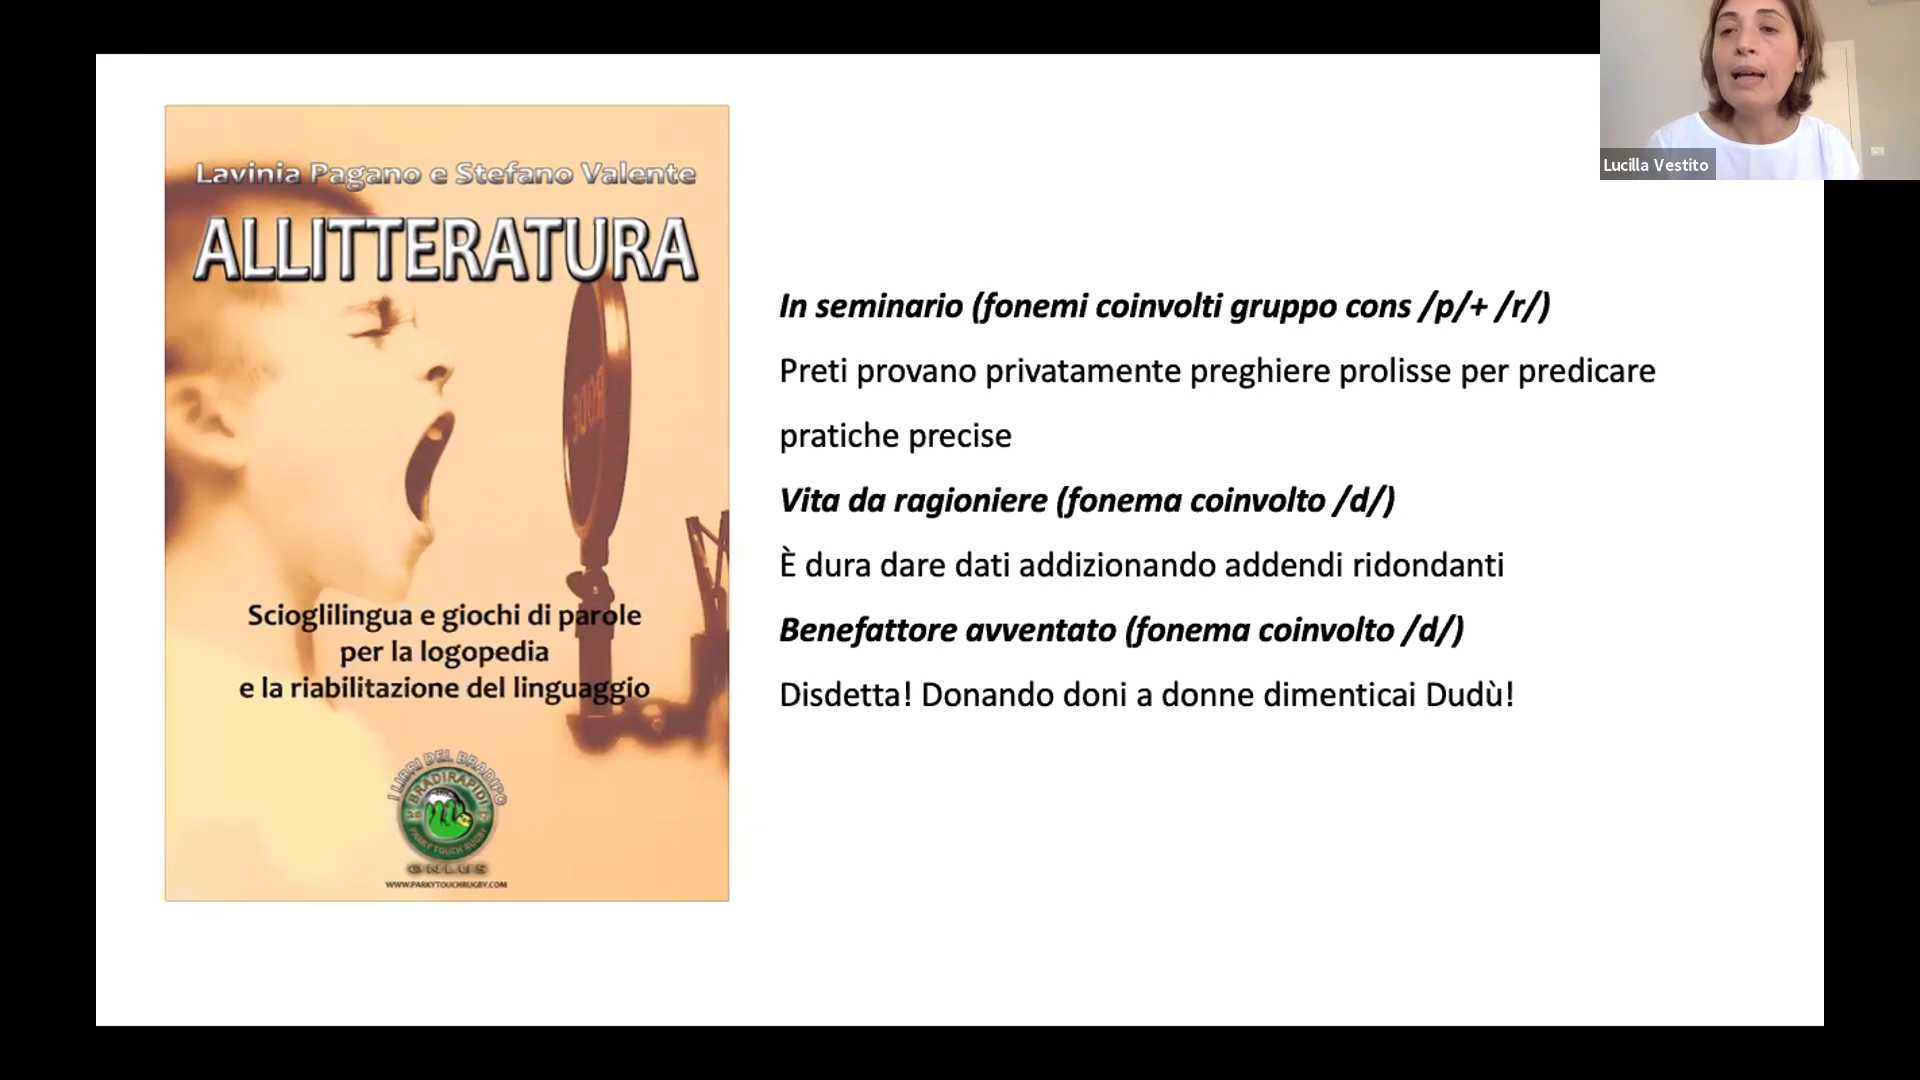 Lucilla Vestito
Lavinia Pagano e Stefano Valente
ALLITTERATURA
Scioglilingua e giochi di parole
per la logopedia
e la riabilitazione del linguaggio
I LIBRI DEL BRADIPO
BRADIRAPIDI
PARKY TOUCH RUGBY
ONLUS
WWW.PARKYTOUCHRUGBY.COM
In seminario (fonemi coinvolti gruppo cons /p/+ /r/)
Preti provano privatamente preghiere prolisse per predicare
pratiche precise
Vita da ragioniere (fonema coinvolto /d/)
È dura dare dati addizionando addendi ridondanti
Benefattore avventato (fonema coinvolto /d/)
Disdetta! Donando doni a donne dimenticai Dudù!